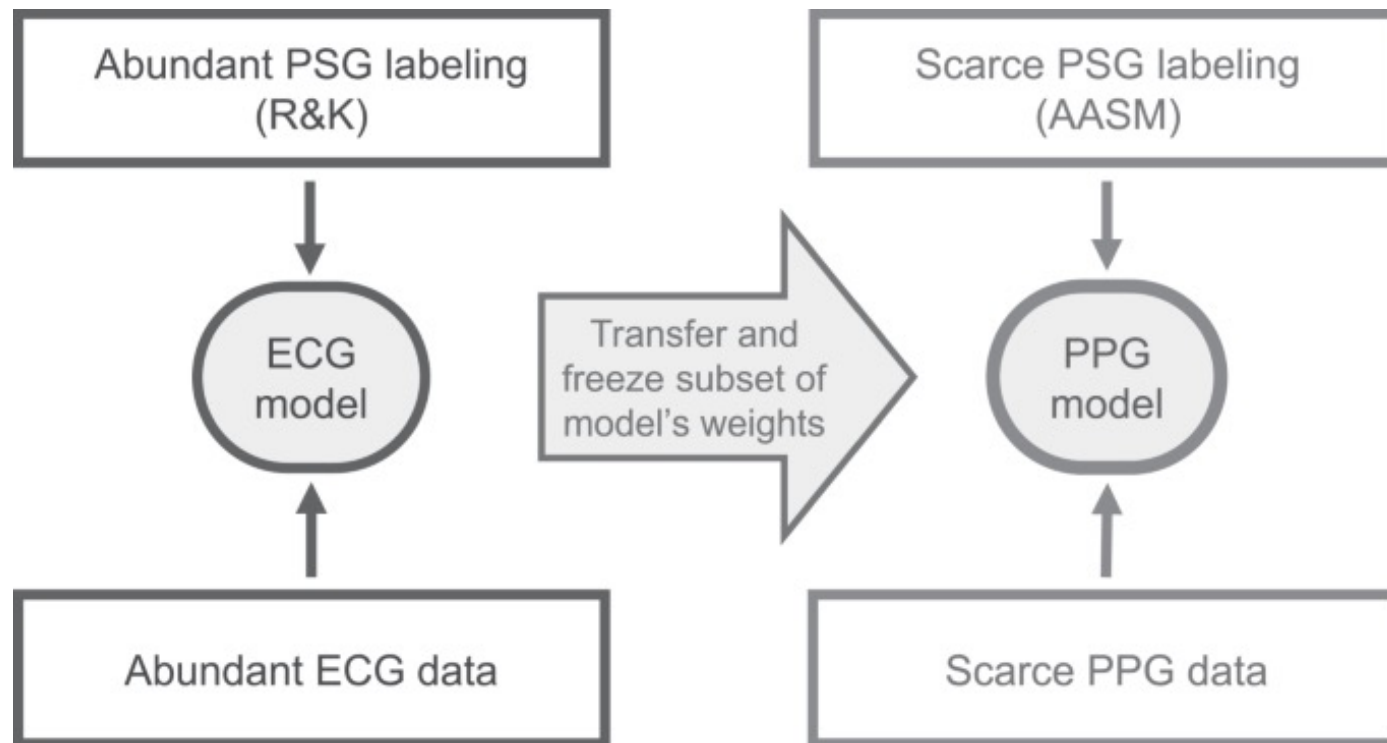 Abundant PSG labeling
(R&K)
Scarce PSG labeling
(AASM)
ECG
model
Transfer and
freeze subset of
model's weights
PPG
model
Abundant ECG data
Scarce PPG data